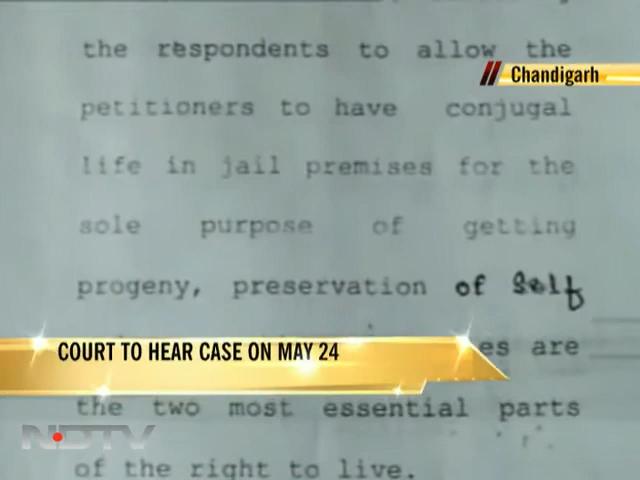 the respondents to allow the
Chandigarh
petitioners to have conjugal
life in jail premises for the
sole purpose of getting
progeny, preservation of self
COURT TO HEAR CASE ON MAY 24
es are
the two most essential parts
NDTV
of the right to live.